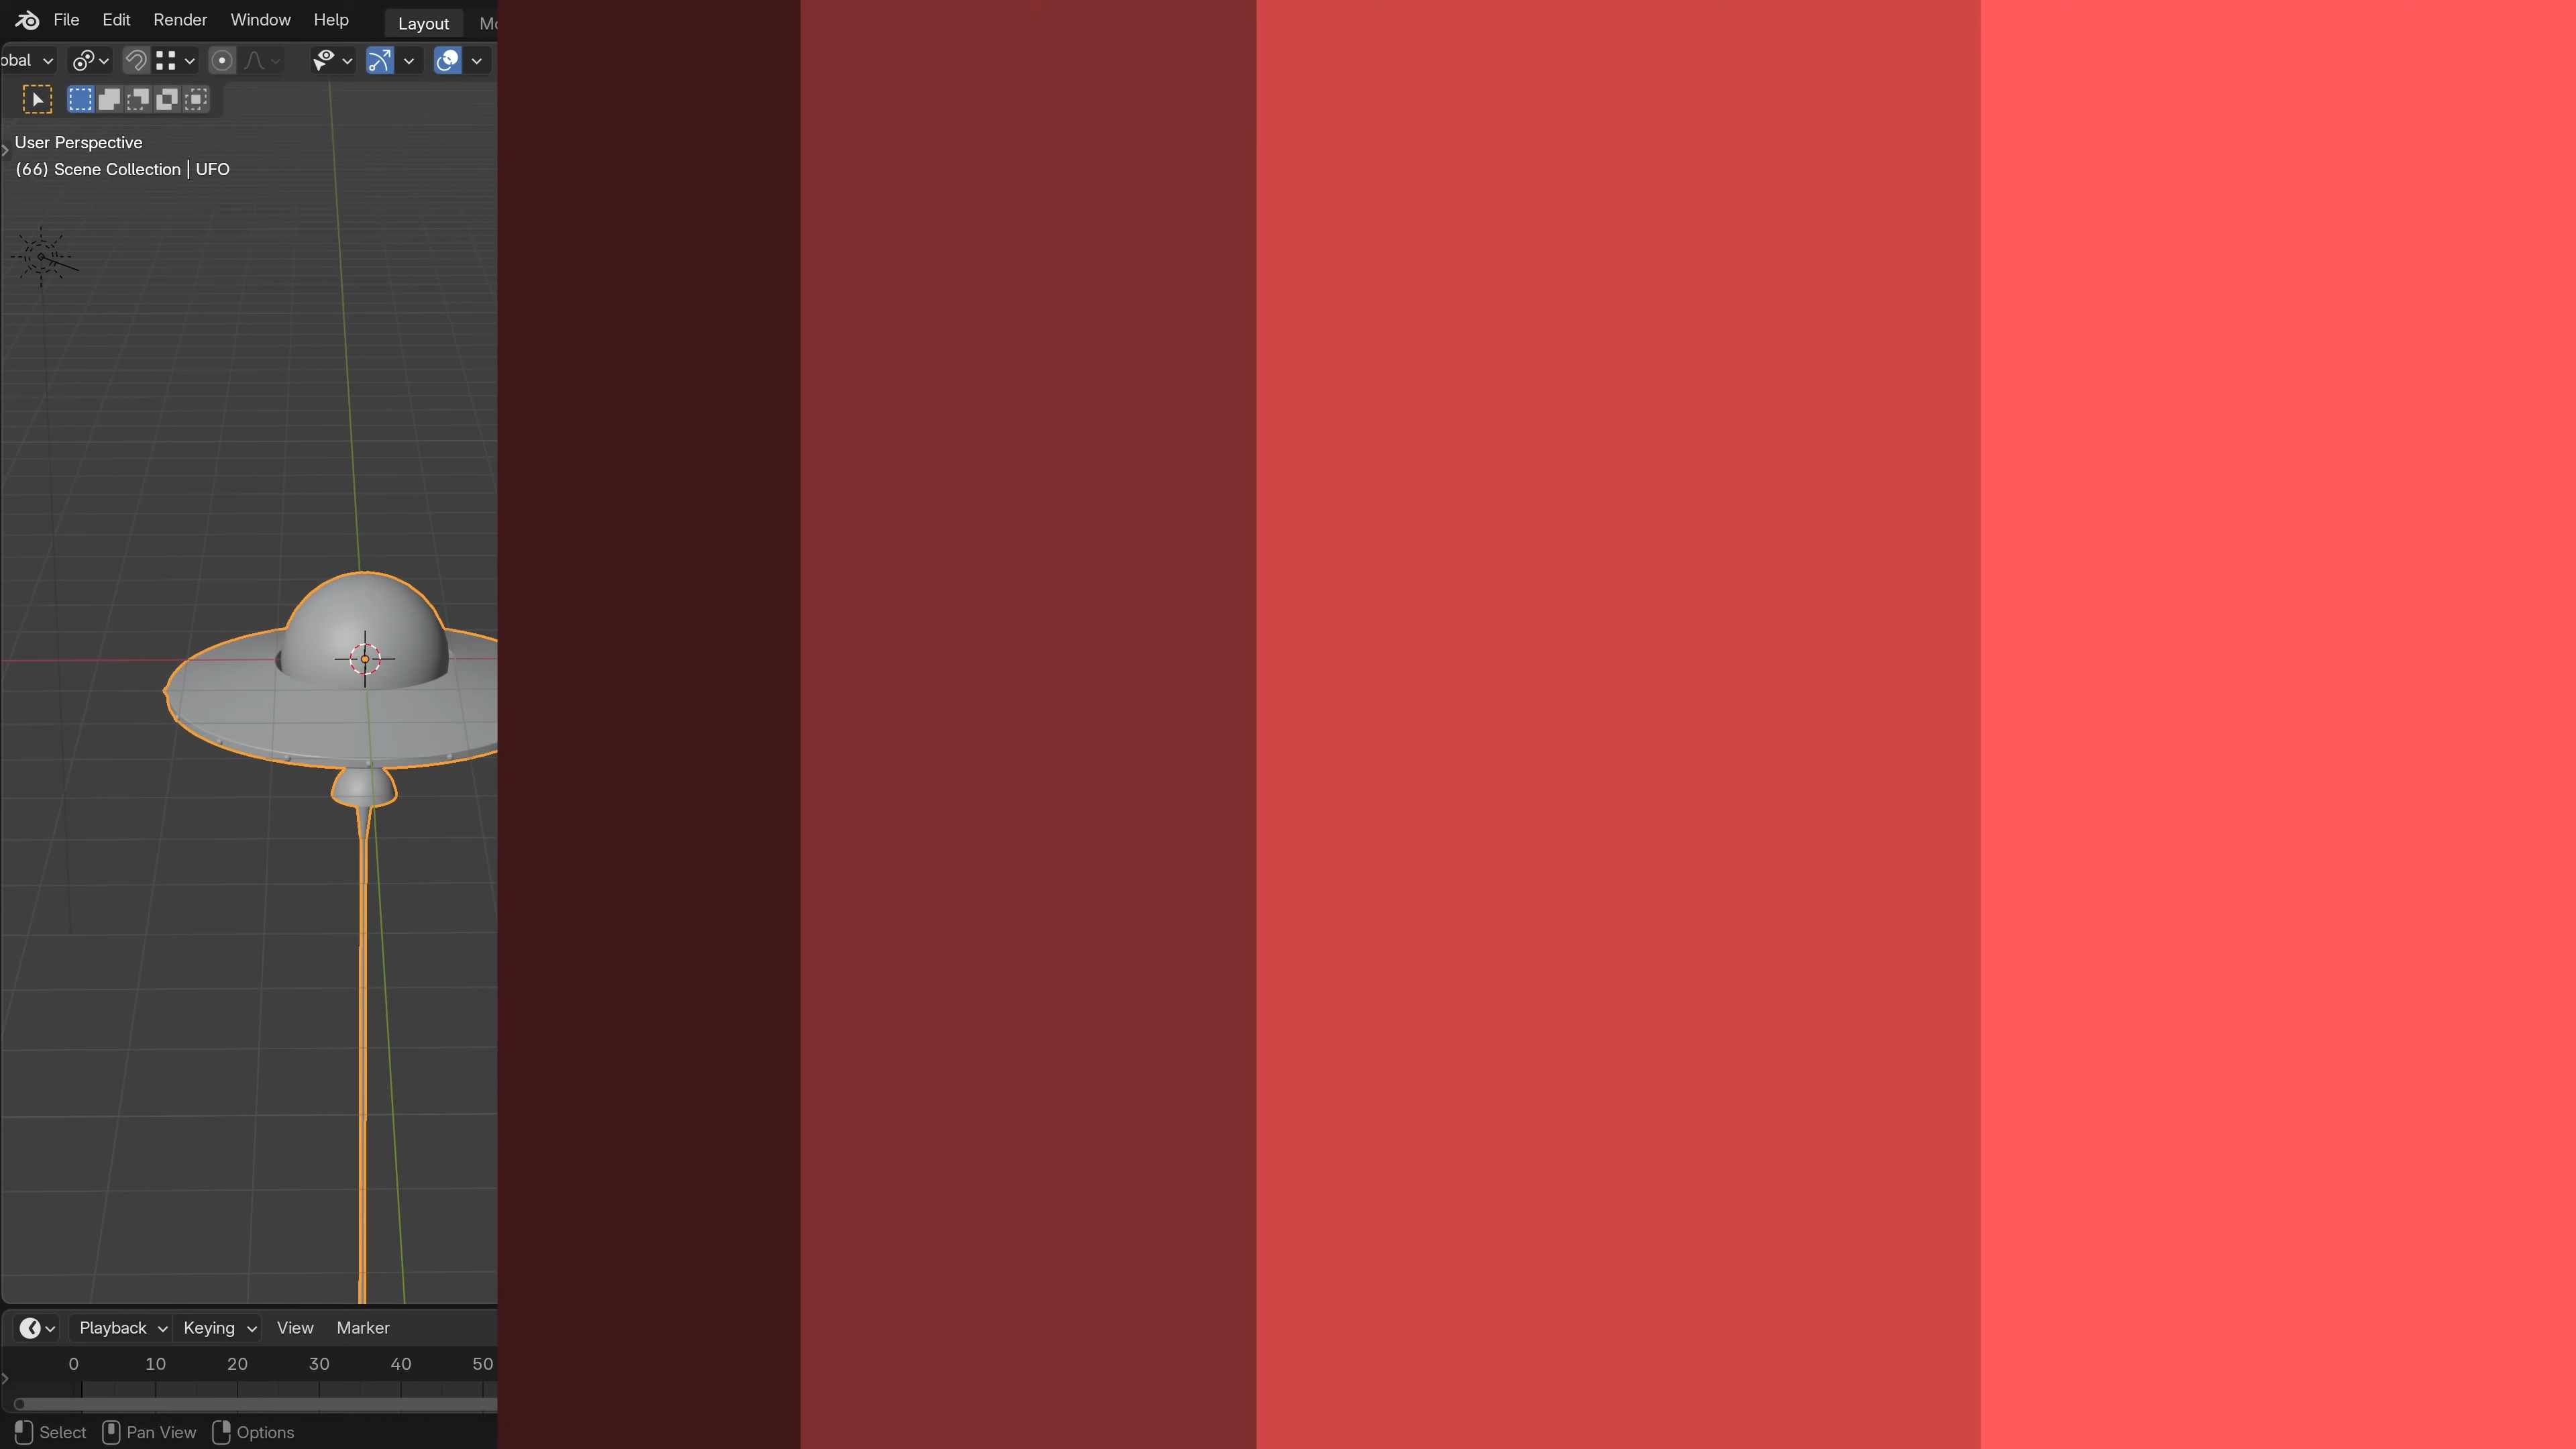 File Edit Render Window Help Layout
obal
User Perspective
(66) Scene Collection | UFO
Playback Keying View Marker
0 10 20 30 40 50
Select Pan View Options